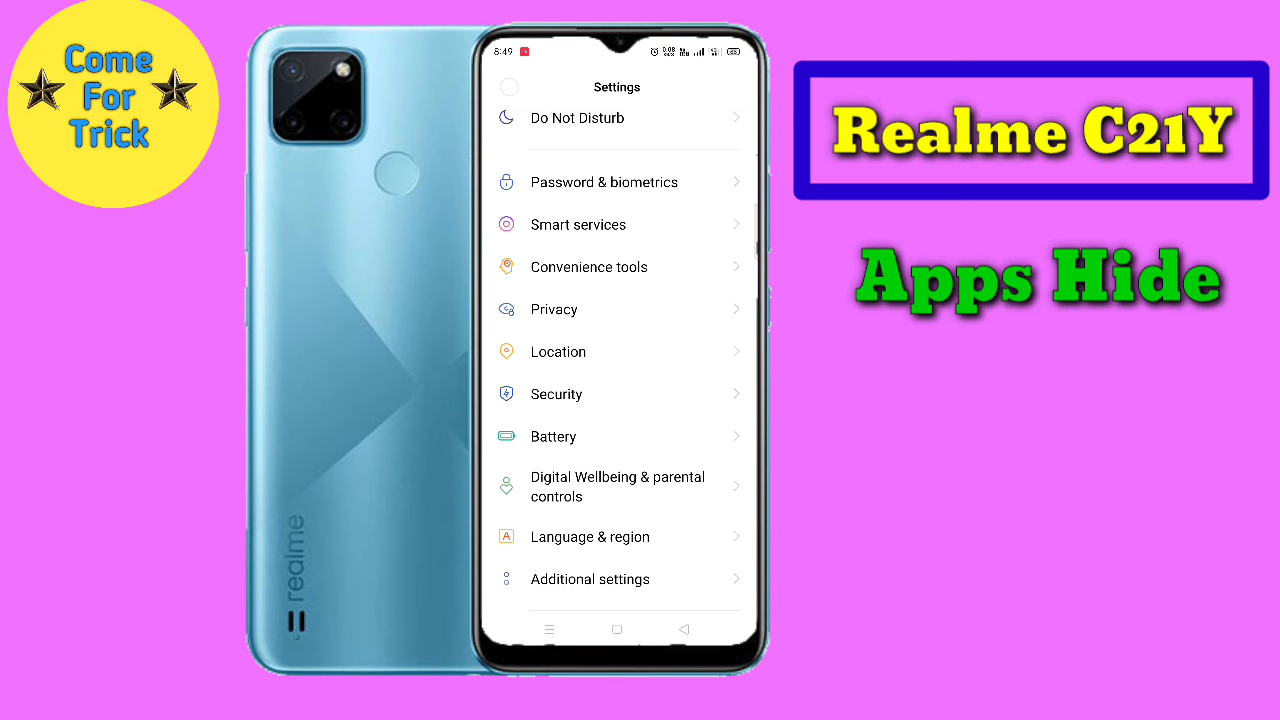 Come
For
Trick
8:49
Settings
Do Not Disturb
Password & biometrics
Smart services
Convenience tools
Privacy
Location
Security
Battery
Digital Wellbeing & parental
controls
Language & region
Additional settings
realme
Realme C21Y
Apps Hide